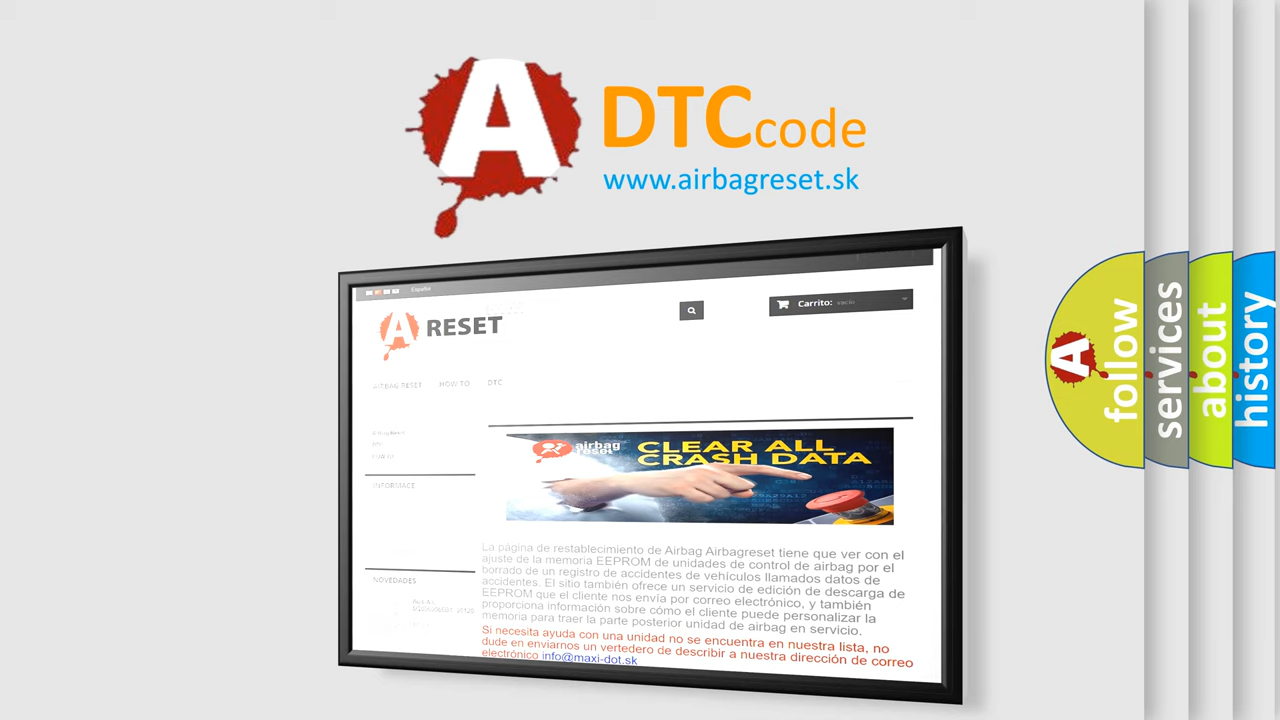 A DTCcode
www.airbagreset.sk
Español
A RESET
Carrito: vacío
AIRBAG RESET HOW TO DTC
INFORMACE
NOVEDADES
airbag
reset
CLEAR ALL
CRASH DATA
La página de restablecimiento de Airbag Airbagreset tiene que ver con el
ajuste de la memoria EEPROM de unidades de control de airbag por el
borrado de un registro de accidentes de vehículos llamados datos de
accidentes. El sitio también ofrece un servicio de edición de descarga de
EEPROM que el cliente nos envía por correo electrónico, y también
proporciona información sobre cómo el cliente puede personalizar la
memoria para traer la parte posterior unidad de airbag en servicio.
Si necesita ayuda con una unidad no se encuentra en nuestra lista, no
dude en enviarnos un vertedero de describir a nuestra dirección de correo
electrónico info@maxi-dot.sk
A
follow
services
about
history